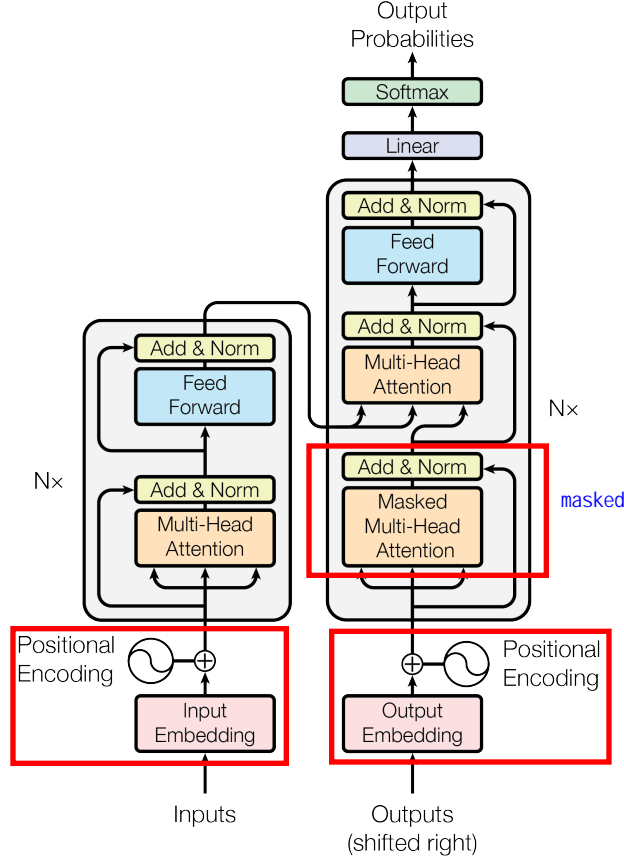 Output
Probabilities
Softmax
Linear
Add & Norm
Feed
Forward
Add & Norm
Multi-Head
Attention
N×
Add & Norm
Masked
Multi-Head
Attention
masked
Add & Norm
Feed
Forward
N×
Add & Norm
Multi-Head
Attention
Positional
Encoding
Input
Embedding
Inputs
Positional
Encoding
Output
Embedding
Outputs
(shifted right)